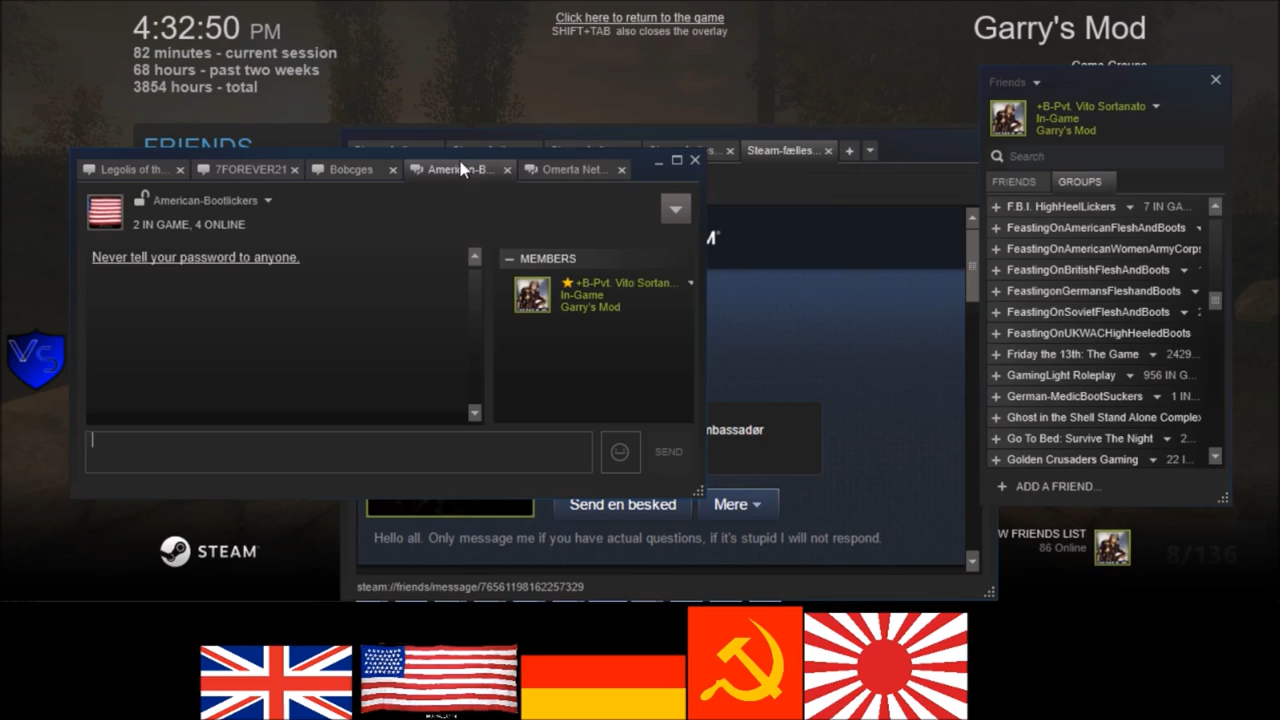 4:32:50 PM
82 minutes - current session
68 hours - past two weeks
3854 hours - total
Click here to return to the game
SHIFT+TAB also closes the overlay
Garry's Mod
Game Groups
FRIENDS
Steam-fælles...
Legolis of th...
7FOREVER21
Bobcges
American-B...
Omerta Net...
American-Bootlickers
2 IN GAME, 4 ONLINE
Never tell your password to anyone.
MEMBERS
+B-Pvt. Vito Sortan...
In-Game
Garry's Mod
SEND
mbassadør
Send en besked
Mere
Hello all. Only message me if you have actual questions, if it's stupid I will not respond.
steam://friends/message/76561198162257329
Friends
+B-Pvt. Vito Sortanato
In-Game
Garry's Mod
Search
FRIENDS
GROUPS
F.B.I. HighHeelLickers 7 IN GA...
FeastingOnAmericanFleshAndBoots
FeastingOnAmericanWomenArmyCorps
FeastingOnBritishFleshAndBoots
FeastingonGermansFleshandBoots
FeastingOnSovietFleshAndBoots
FeastingOnUKWACHighHeeledBoots
Friday the 13th: The Game 2429...
GamingLight Roleplay 956 IN G...
German-MedicBootSuckers 1 IN...
Ghost in the Shell Stand Alone Complex
Go To Bed: Survive The Night 2...
Golden Crusaders Gaming 22 I...
ADD A FRIEND...
W FRIENDS LIST
86 Online
8/136
STEAM
VS